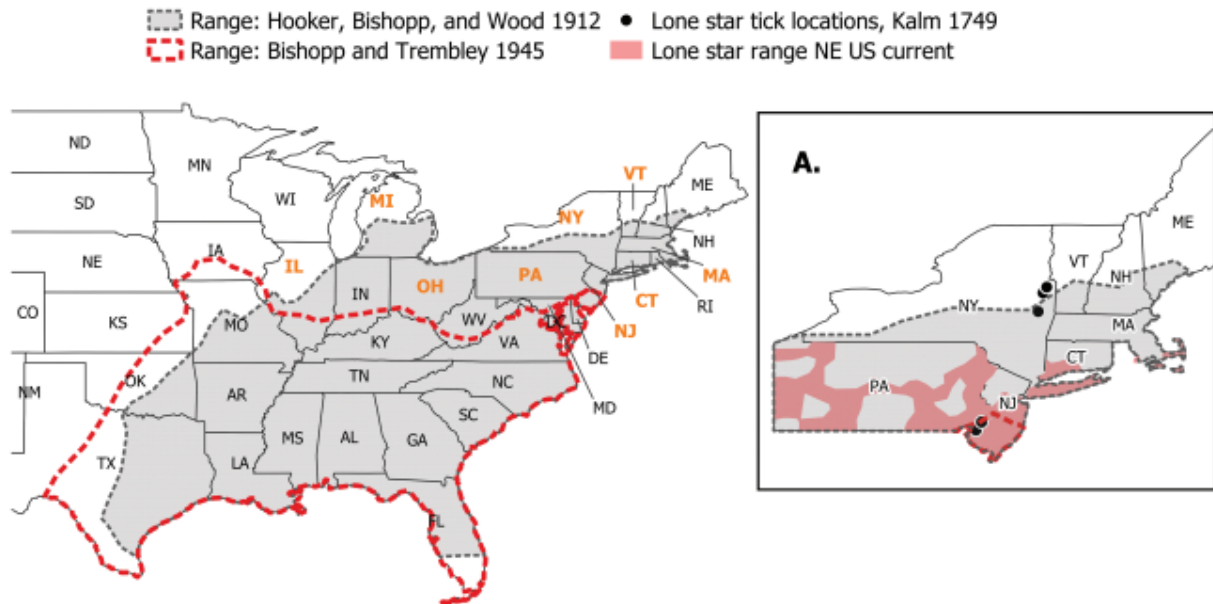 Range: Hooker, Bishopp, and Wood 1912
Lone star tick locations, Kalm 1749
Range: Bishopp and Trembley 1945
Lone star range NE US current
ND
MN
VT
ME
A.
SD
WI
MI
NY
NH
MA
RI
CT
NE
IA
IL
IN
OH
PA
NJ
CO
KS
MO
WV
DC
DE
KY
VA
MD
NM
OK
TN
NC
AR
SC
TX
LA
MS
AL
GA
FL
ME
VT
NH
NY
MA
CT
PA
NJ